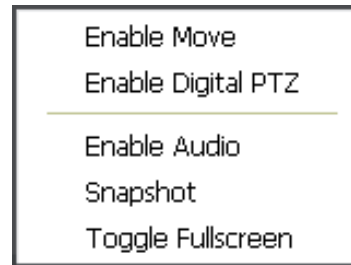 Enable Move
Enable Digital PTZ
Enable Audio
Snapshot
Toggle Fullscreen